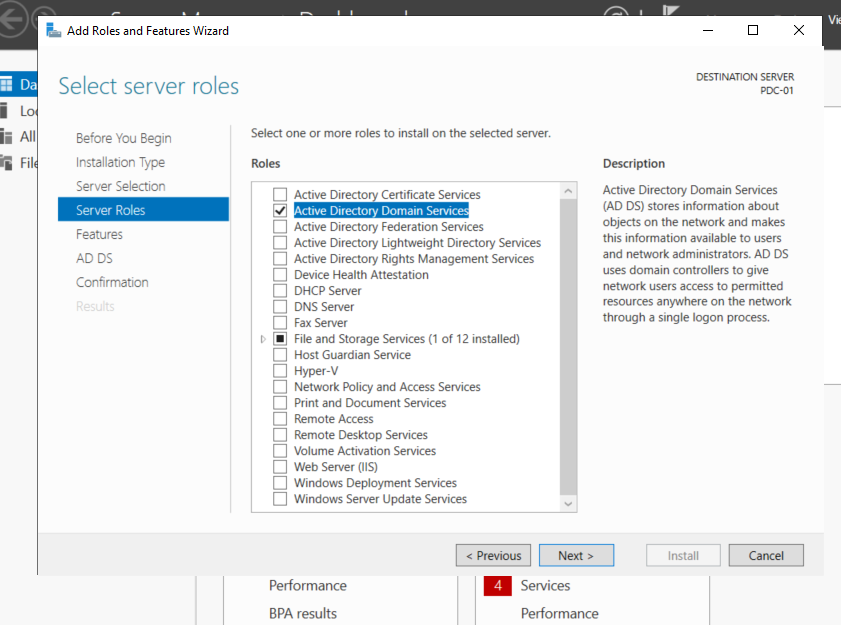 Add Roles and Features Wizard
Select server roles
DESTINATION SERVER
PDC-01
Before You Begin
Installation Type
Server Selection
Server Roles
Features
AD DS
Confirmation
Results
Select one or more roles to install on the selected server.
Roles
Active Directory Certificate Services
Active Directory Domain Services
Active Directory Federation Services
Active Directory Lightweight Directory Services
Active Directory Rights Management Services
Device Health Attestation
DHCP Server
DNS Server
Fax Server
File and Storage Services (1 of 12 installed)
Host Guardian Service
Hyper-V
Network Policy and Access Services
Print and Document Services
Remote Access
Remote Desktop Services
Volume Activation Services
Web Server (IIS)
Windows Deployment Services
Windows Server Update Services
Description
Active Directory Domain Services
(AD DS) stores information about
objects on the network and makes
this information available to users
and network administrators. AD DS
uses domain controllers to give
network users access to permitted
resources anywhere on the network
through a single logon process.
< Previous
Next >
Install
Cancel
Performance
BPA results
4 Services
Performance
All